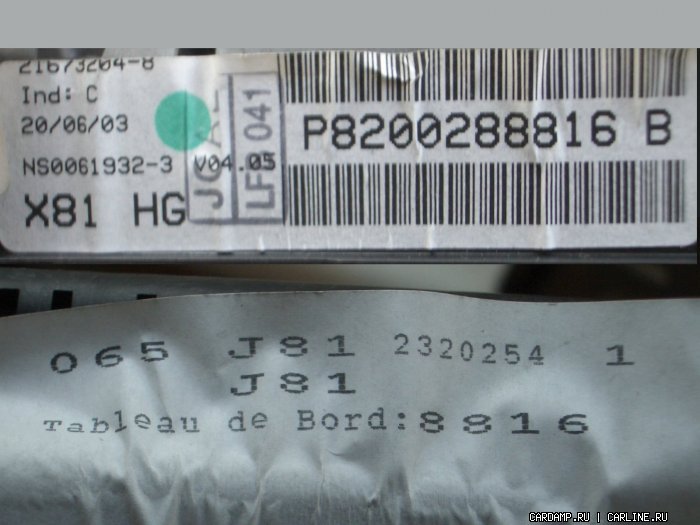 21673204-8
Ind: C
20/06/03
NS0061932-3 V04.05
X81 HG
LFB 041
P8200288816 B
065 J81 2320254 1
J81
Tableau de Bord:8816
CARDAMP.RU | CARLINE.RU